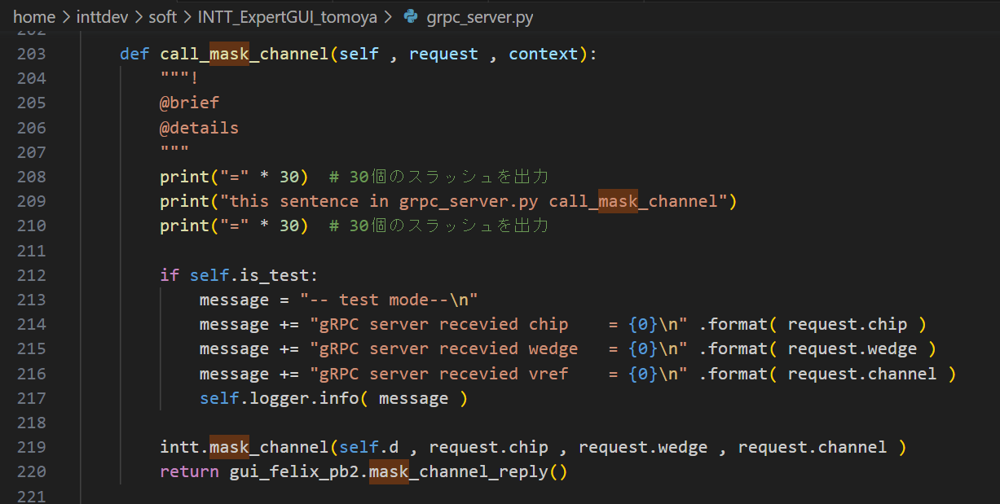 home > inttdev > soft > INTT_ExpertGUI_tomoya > grpc_server.py
202
203 def call_mask_channel(self , request , context):
204 """!
205 @brief
206 @details
207 """
208 print("=" * 30)  # 30個のスラッシュを出力
209 print("this sentence in grpc_server.py call_mask_channel")
210 print("=" * 30)  # 30個のスラッシュを出力
211
212 if self.is_test:
213 message = "-- test mode--\n"
214 message += "gRPC server recevied chip    = {0}\n" .format( request.chip )
215 message += "gRPC server recevied wedge   = {0}\n" .format( request.wedge )
216 message += "gRPC server recevied vref    = {0}\n" .format( request.channel )
217 self.logger.info( message )
218
219 intt.mask_channel(self.d , request.chip , request.wedge , request.channel )
220 return gui_felix_pb2.mask_channel_reply()
221